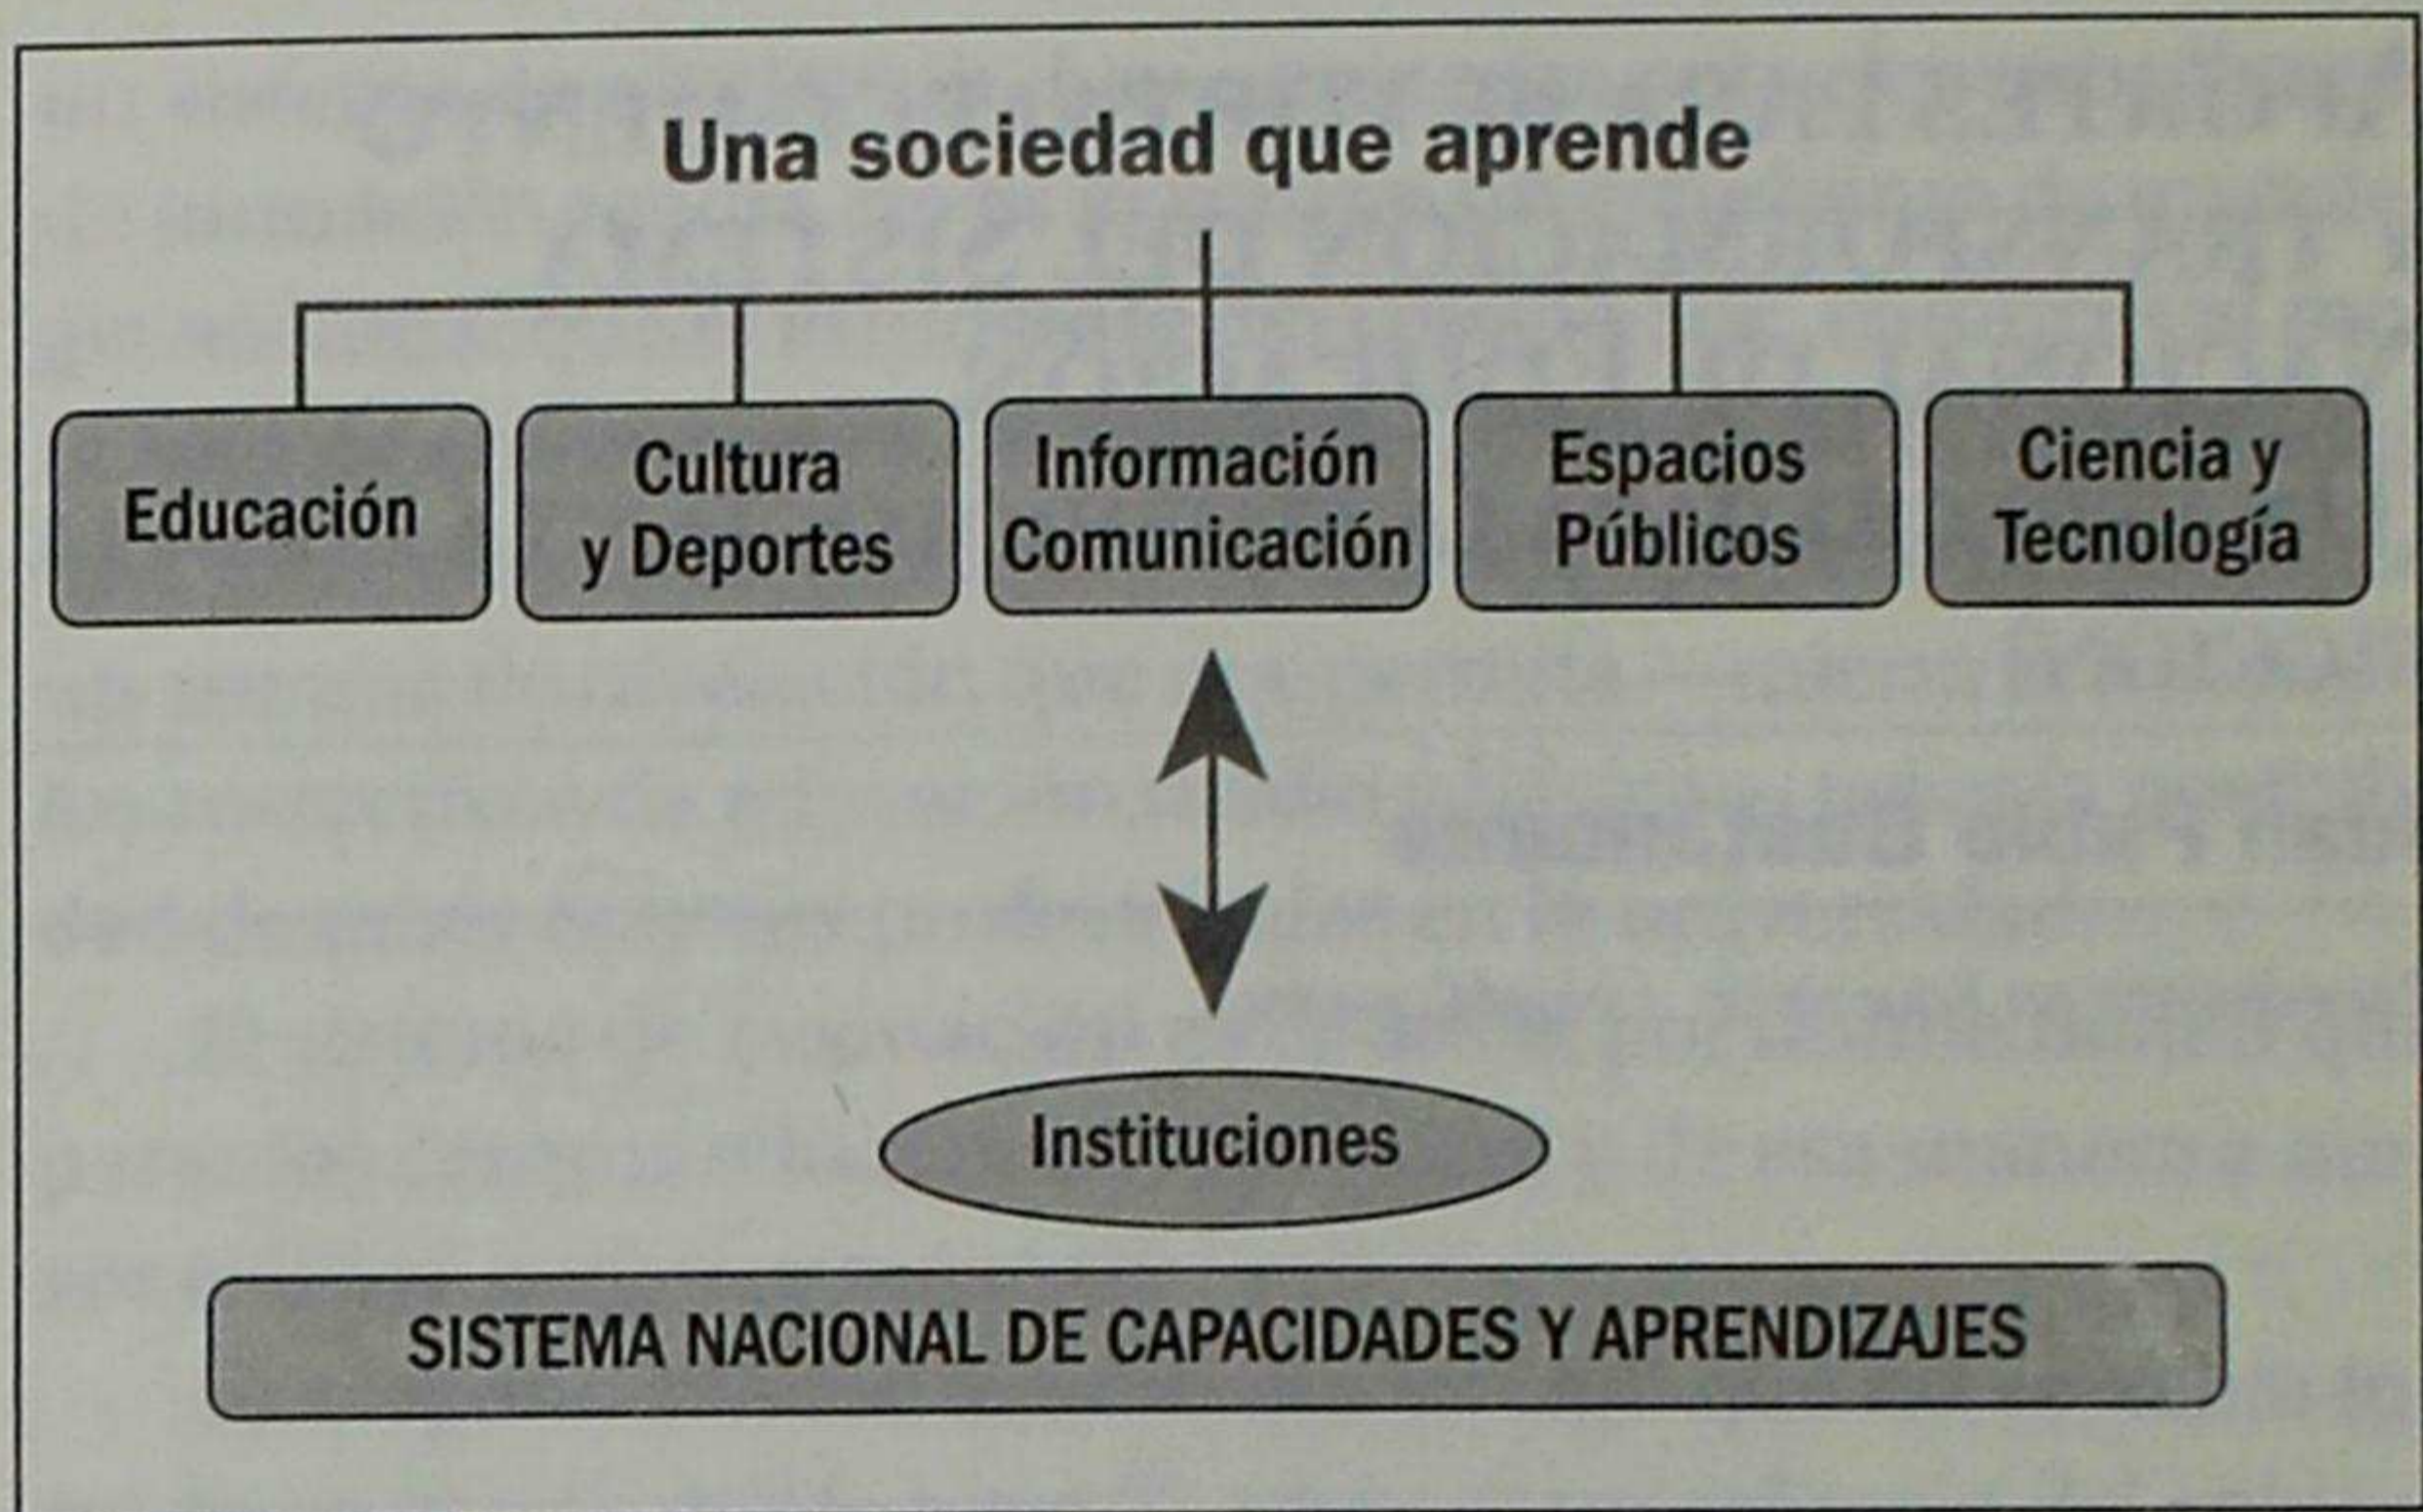 Una sociedad que aprende
Educación
Cultura
y Deportes
Información
Comunicación
Espacios
Públicos
Ciencia y
Tecnología
Instituciones
SISTEMA NACIONAL DE CAPACIDADES Y APRENDIZAJES